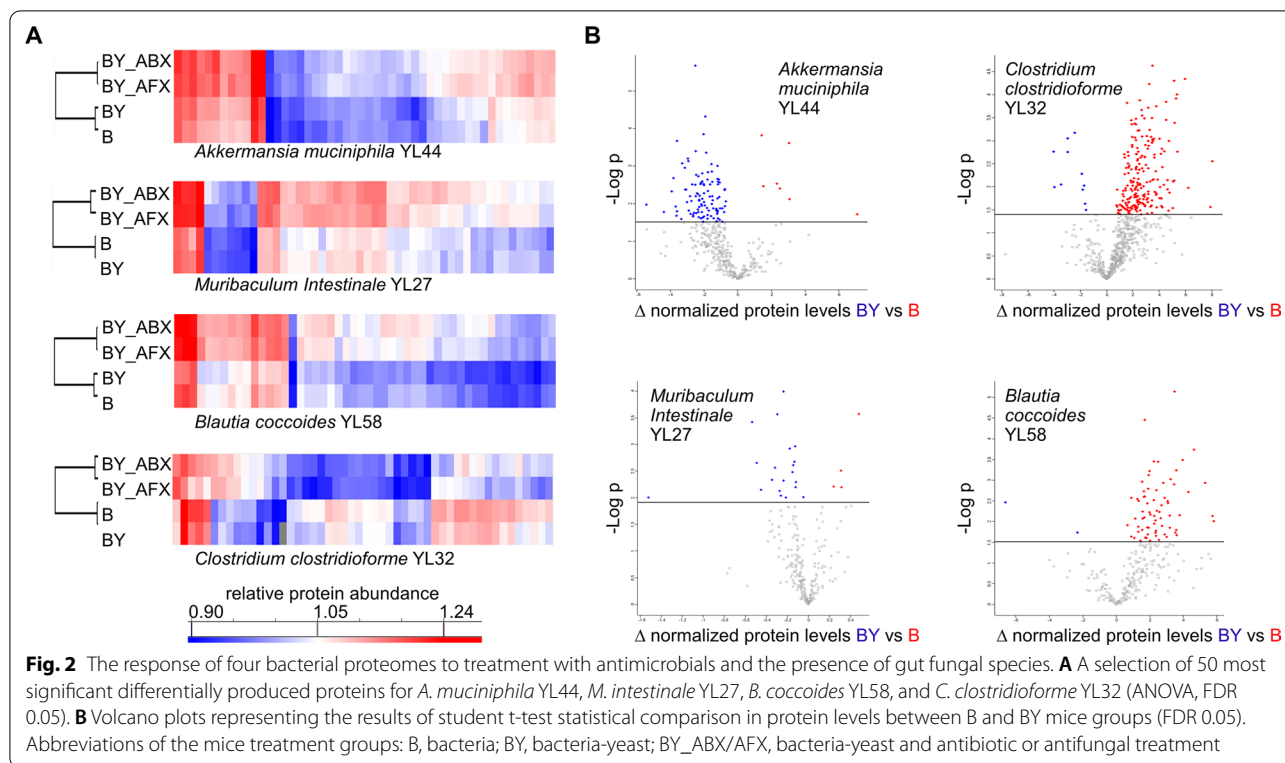 A
BY_ABX
BY_AFX
BY
B
Akkermansia muciniphila YL44
BY_ABX
BY_AFX
B
BY
Muribaculum Intestinale YL27
BY_ABX
BY_AFX
BY
B
Blautia coccoides YL58
BY_ABX
BY_AFX
B
BY
Clostridium clostridioforme YL32
relative protein abundance
0.90 1.05 1.24
B
Akkermansia
muciniphila
YL44
-Log p
Δ normalized protein levels BY vs B
Clostridium
clostridioforme
YL32
-Log p
Δ normalized protein levels BY vs B
Muribaculum
Intestinale
YL27
-Log p
Δ normalized protein levels BY vs B
Blautia
coccoides
YL58
-Log p
Δ normalized protein levels BY vs B
Fig. 2 The response of four bacterial proteomes to treatment with antimicrobials and the presence of gut fungal species. A A selection of 50 most
significant differentially produced proteins for A. muciniphila YL44, M. intestinale YL27, B. coccoides YL58, and C. clostridioforme YL32 (ANOVA, FDR
0.05). B Volcano plots representing the results of student t-test statistical comparison in protein levels between B and BY mice groups (FDR 0.05).
Abbreviations of the mice treatment groups: B, bacteria; BY, bacteria-yeast; BY_ABX/AFX, bacteria-yeast and antibiotic or antifungal treatment